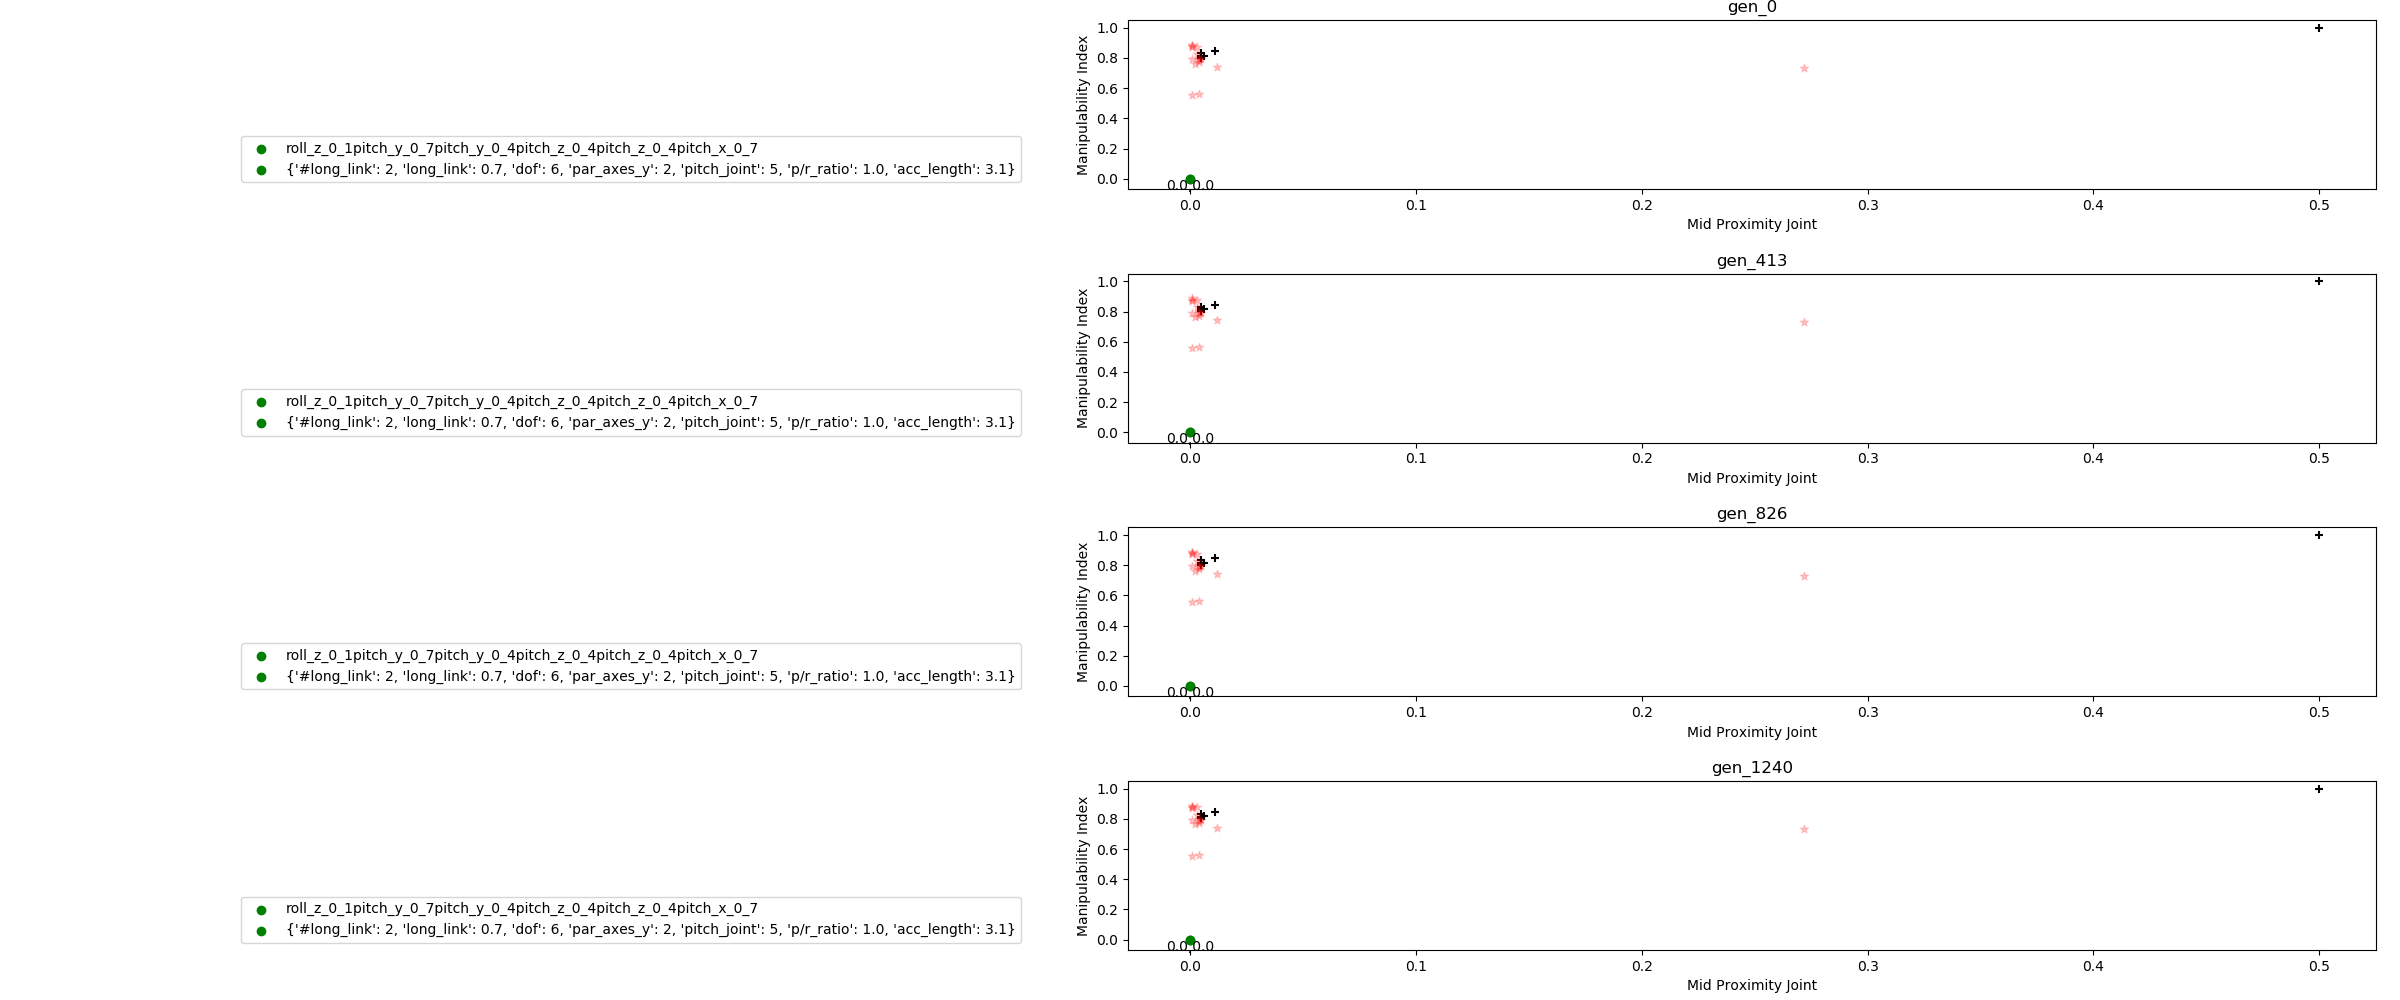 gen_0
1.0
0.8
0.6
0.4
0.2
0.0
Manipulability Index
roll_z_0_1pitch_y_0_7pitch_y_0_4pitch_z_0_4pitch_z_0_4pitch_x_0_7
{'#long_link': 2, 'long_link': 0.7, 'dof': 6, 'par_axes_y': 2, 'pitch_joint': 5, 'p/r_ratio': 1.0, 'acc_length': 3.1}
0.0,0.0
0.0 0.1 0.2 0.3 0.4 0.5
Mid Proximity Joint
gen_413
1.0
0.8
0.6
0.4
0.2
0.0
Manipulability Index
roll_z_0_1pitch_y_0_7pitch_y_0_4pitch_z_0_4pitch_z_0_4pitch_x_0_7
{'#long_link': 2, 'long_link': 0.7, 'dof': 6, 'par_axes_y': 2, 'pitch_joint': 5, 'p/r_ratio': 1.0, 'acc_length': 3.1}
0.0,0.0
0.0 0.1 0.2 0.3 0.4 0.5
Mid Proximity Joint
gen_826
1.0
0.8
0.6
0.4
0.2
0.0
Manipulability Index
roll_z_0_1pitch_y_0_7pitch_y_0_4pitch_z_0_4pitch_z_0_4pitch_x_0_7
{'#long_link': 2, 'long_link': 0.7, 'dof': 6, 'par_axes_y': 2, 'pitch_joint': 5, 'p/r_ratio': 1.0, 'acc_length': 3.1}
0.0,0.0
0.0 0.1 0.2 0.3 0.4 0.5
Mid Proximity Joint
gen_1240
1.0
0.8
0.6
0.4
0.2
0.0
Manipulability Index
roll_z_0_1pitch_y_0_7pitch_y_0_4pitch_z_0_4pitch_z_0_4pitch_x_0_7
{'#long_link': 2, 'long_link': 0.7, 'dof': 6, 'par_axes_y': 2, 'pitch_joint': 5, 'p/r_ratio': 1.0, 'acc_length': 3.1}
0.0,0.0
0.0 0.1 0.2 0.3 0.4 0.5
Mid Proximity Joint